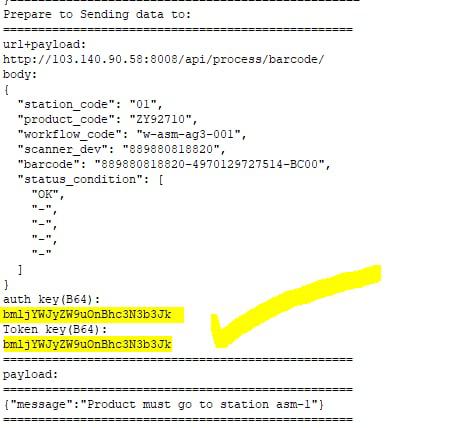 }===================================================
Prepare to Sending data to:
==================================================
url+payload:
http://103.140.90.58:8008/api/process/barcode/
body:
{
"station_code": "01",
"product_code": "ZY92710",
"workflow_code": "w-asm-ag3-001",
"scanner_dev": "889880818820",
"barcode": "889880818820-4970129727514-BC00",
"status_condition": [
"OK",
"-",
"-",
"-",
"-"
]
}
auth key(B64):
bmljYWJyZW9uOnBhc3N3b3Jk
Token key(B64):
bmljYWJyZW9uOnBhc3N3b3Jk
==================================================
payload:
==================================================
{"message":"Product must go to station asm-1"}
==================================================